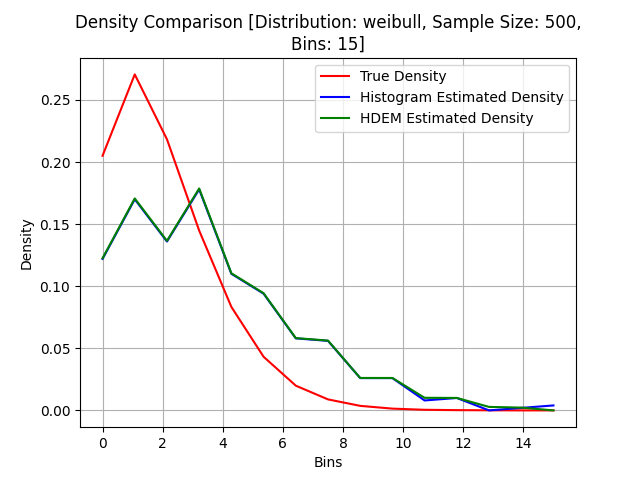 Density Comparison [Distribution: weibull, Sample Size: 500,
Bins: 15]
True Density
Histogram Estimated Density
HDEM Estimated Density
Density
0.25
0.20
0.15
0.10
0.05
0.00
0 2 4 6 8 10 12 14
Bins